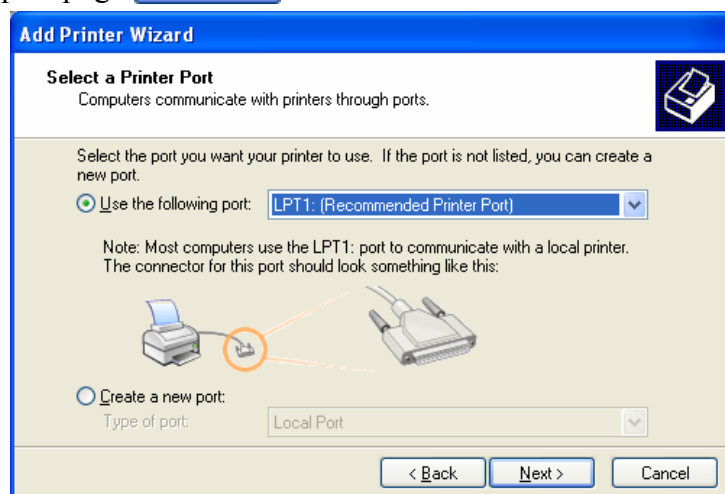 Add Printer Wizard
Select a Printer Port
Computers communicate with printers through ports.
Select the port you want your printer to use. If the port is not listed, you can create a
new port.
Use the following port: LPT1: (Recommended Printer Port)
Note: Most computers use the LPT1: port to communicate with a local printer.
The connector for this port should look something like this:
Create a new port:
Type of port: Local Port
< Back Next > Cancel